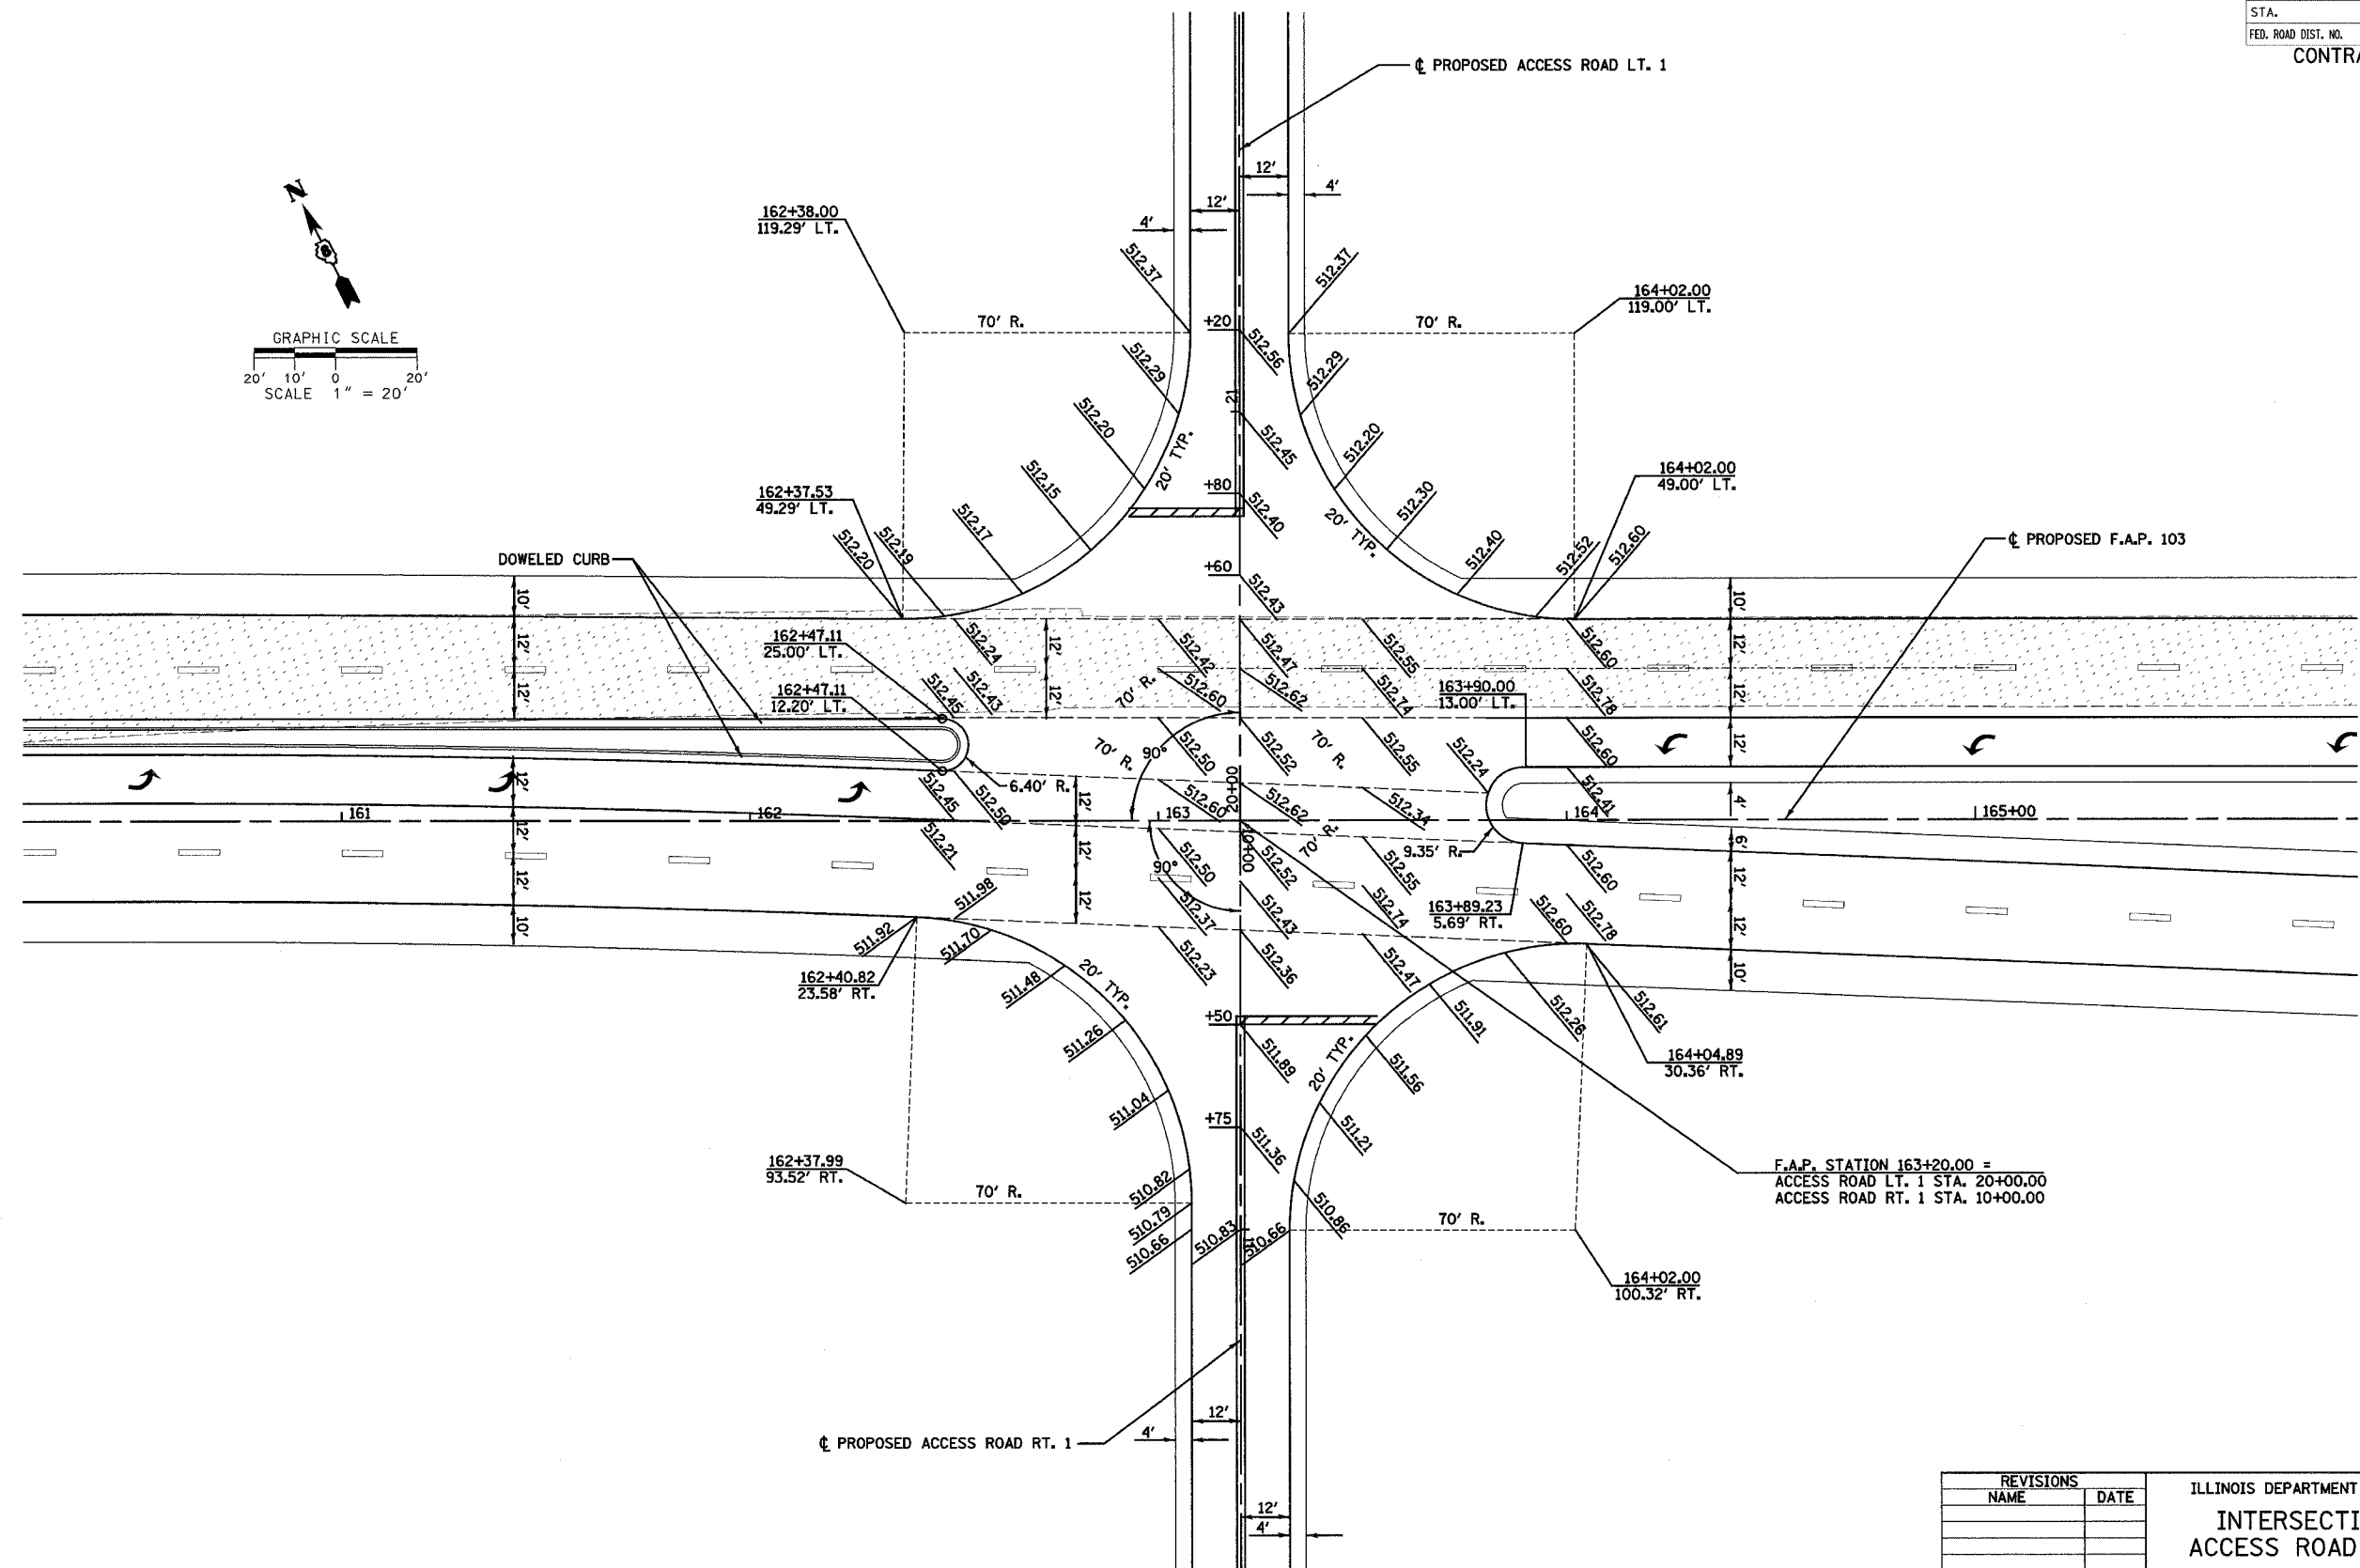 STA.
FED. ROAD DIST. NO.
CONTRA
℄ PROPOSED ACCESS ROAD LT. 1
N
12'
4'
12'
4'
162+38.00
119.29' LT.
512.37
512.37
164+02.00
119.00' LT.
70' R.
+20
70' R.
GRAPHIC SCALE
20' 10' 0 20'
SCALE 1" = 20'
512.29
512.56
512.29
21
512.20
20' TYP.
512.45
512.20
512.15
162+37.53
49.29' LT.
+80
512.40
512.30
20' TYP.
164+02.00
49.00' LT.
512.17
512.20
512.19
512.40
512.52
512.60
℄ PROPOSED F.A.P. 103
DOWELED CURB
+60
512.43
10'
10'
12'
12'
162+47.11
25.00' LT.
512.24
12'
12'
512.42
512.47
512.55
512.60
12'
12'
162+47.11
12.20' LT.
512.45
512.43
70' R.
512.60
512.62
512.74
163+90.00
13.00' LT.
512.78
70' R.
90°
512.50
512.52
70' R.
512.55
512.24
512.60
12'
12'
6.40' R.
512.45
512.50
12'
512.60
20+00
512.62
512.34
512.41
4'
161
162
163
164
165+00
12'
12'
512.21
12'
12'
90°
512.50
10+00
512.52
70' R.
512.55
9.35' R.
512.60
6'
12'
12'
10'
511.98
512.37
512.43
512.74
163+89.23
5.69' RT.
512.60
512.78
10'
511.92
511.70
512.23
512.36
512.47
162+40.82
23.58' RT.
511.48
20' TYP.
511.91
512.26
512.61
+50
511.26
511.89
20' TYP.
511.56
164+04.89
30.36' RT.
511.04
+75
511.36
511.21
162+37.99
93.52' RT.
70' R.
510.82
510.79
510.66
510.83
510.66
510.86
70' R.
F.A.P. STATION 163+20.00 =
ACCESS ROAD LT. 1 STA. 20+00.00
ACCESS ROAD RT. 1 STA. 10+00.00
164+02.00
100.32' RT.
12'
4'
℄ PROPOSED ACCESS ROAD RT. 1
12'
4'
REVISIONS
NAME DATE
ILLINOIS DEPARTMENT
INTERSECTI
ACCESS ROAD